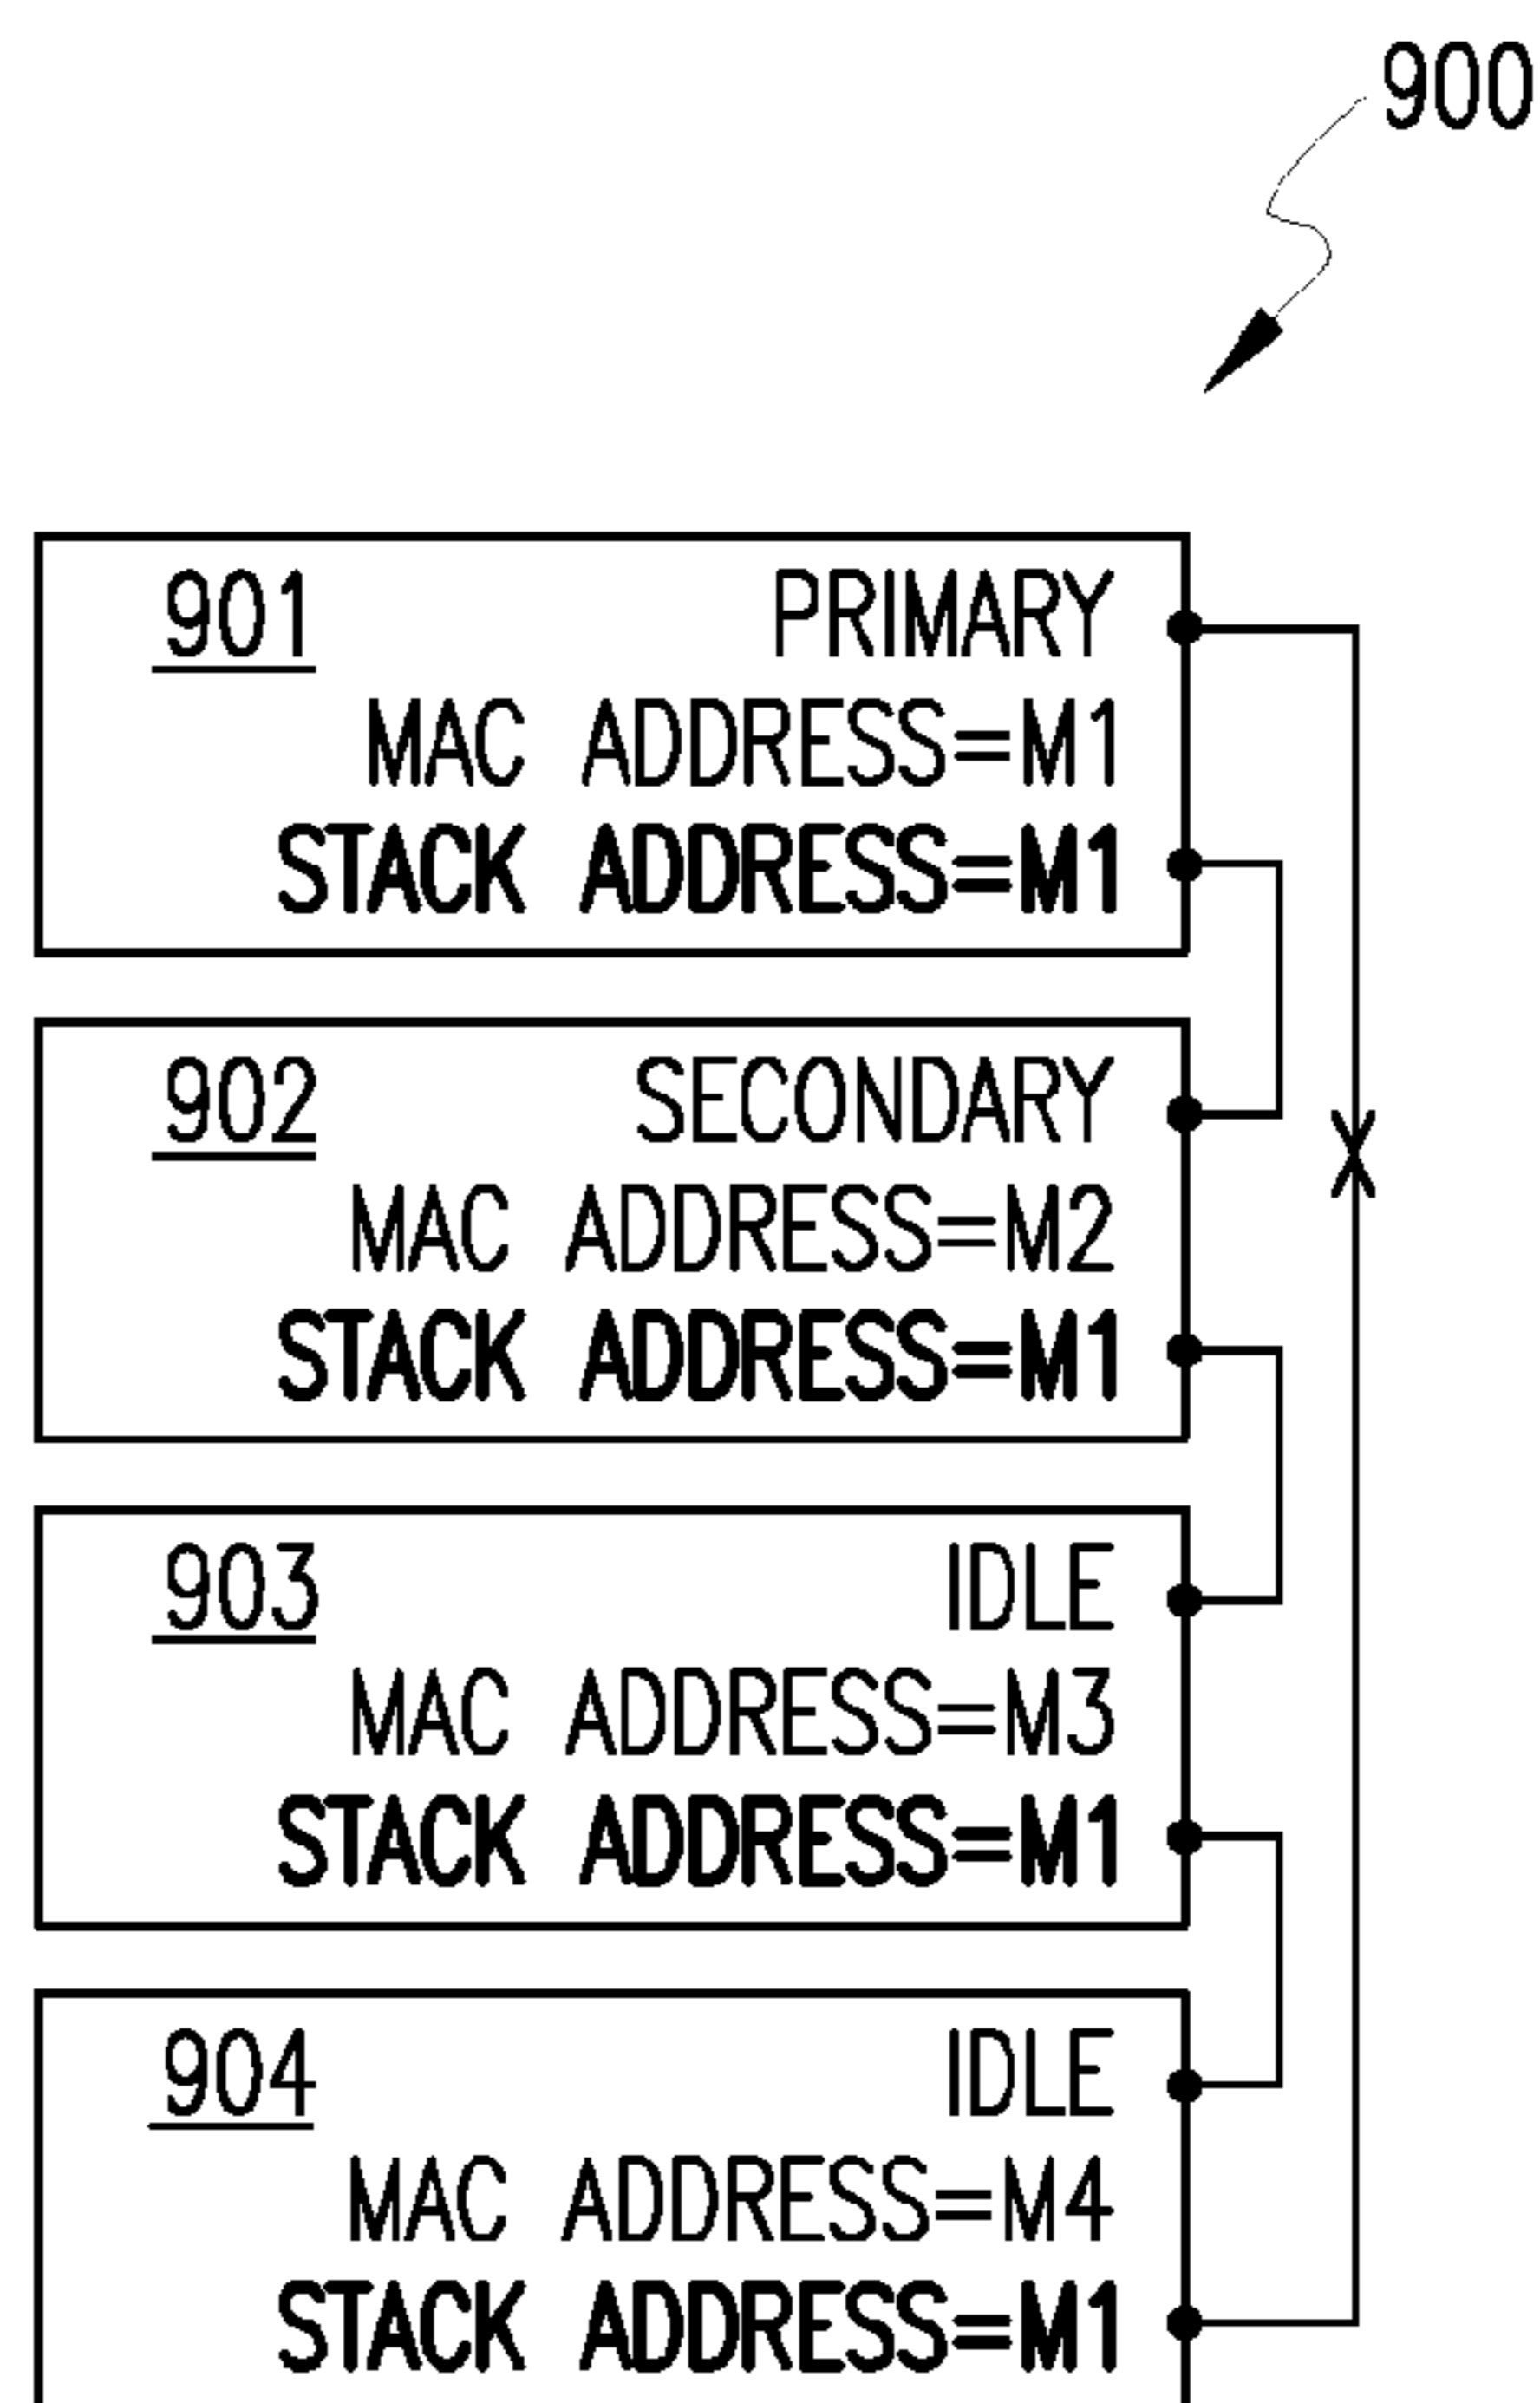 900
901 PRIMARY
MAC ADDRESS=M1
STACK ADDRESS=M1
902 SECONDARY
MAC ADDRESS=M2
STACK ADDRESS=M1
X
903 IDLE
MAC ADDRESS=M3
STACK ADDRESS=M1
904 IDLE
MAC ADDRESS=M4
STACK ADDRESS=M1